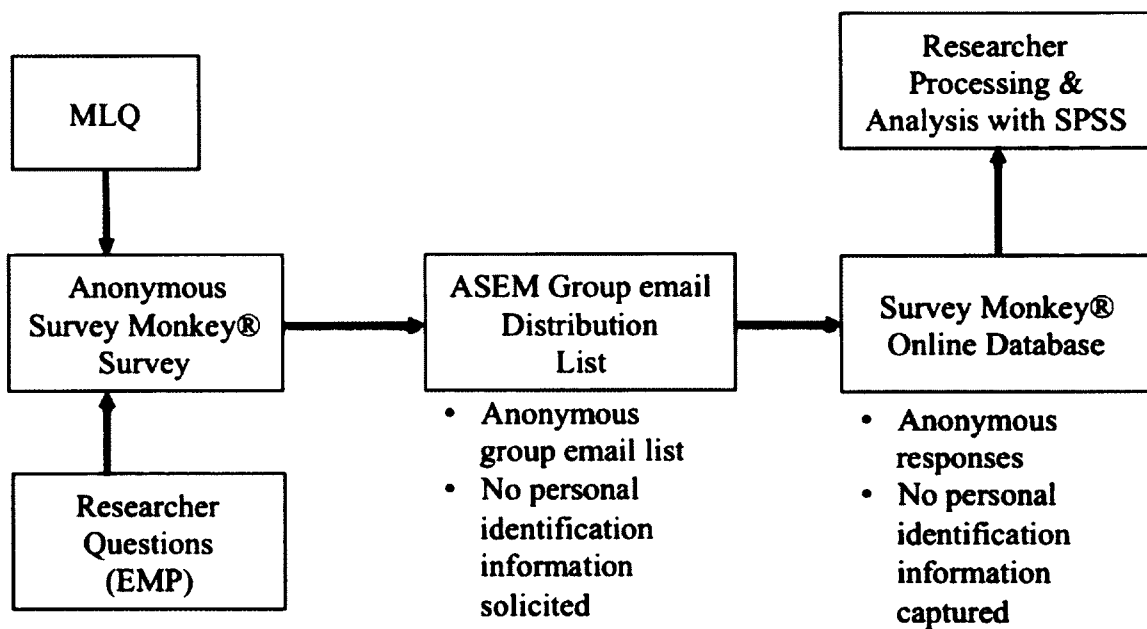 MLQ
Anonymous
Survey Monkey®
Survey
Researcher
Questions
(EMP)
ASEM Group email
Distribution
List
• Anonymous
group email list
• No personal
identification
information
solicited
Researcher
Processing &
Analysis with SPSS
Survey Monkey®
Online Database
• Anonymous
responses
• No personal
identification
information
captured